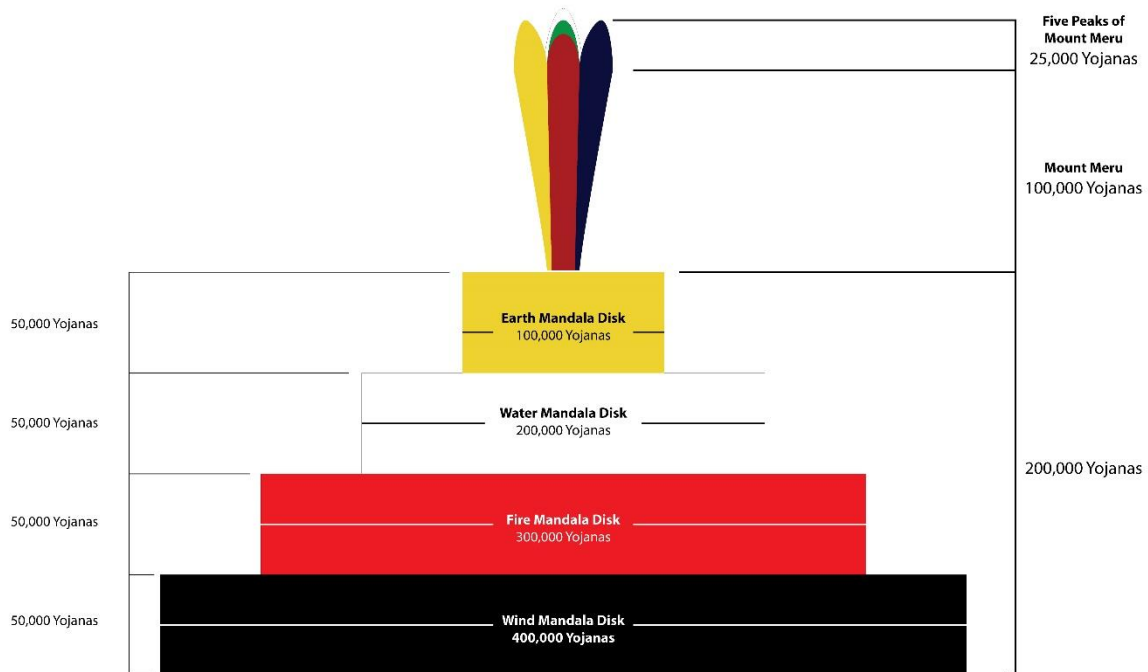 Five Peaks of
Mount Meru
25,000 Yojanas
Mount Meru
100,000 Yojanas
50,000 Yojanas
Earth Mandala Disk
100,000 Yojanas
50,000 Yojanas
Water Mandala Disk
200,000 Yojanas
200,000 Yojanas
50,000 Yojanas
Fire Mandala Disk
300,000 Yojanas
50,000 Yojanas
Wind Mandala Disk
400,000 Yojanas